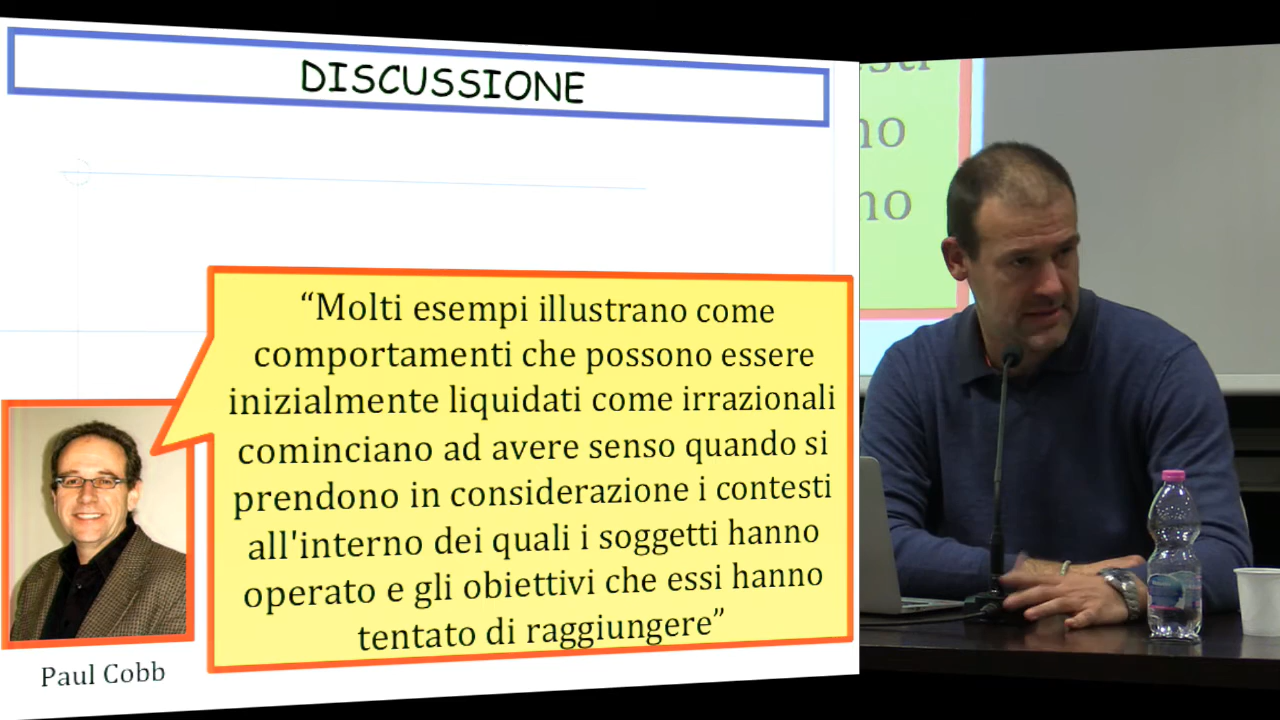 DISCUSSIONE
“Molti esempi illustrano come
comportamenti che possono essere
inizialmente liquidati come irrazionali
cominciano ad avere senso quando si
prendono in considerazione i contesti
all'interno dei quali i soggetti hanno
operato e gli obiettivi che essi hanno
tentato di raggiungere”
Paul Cobb